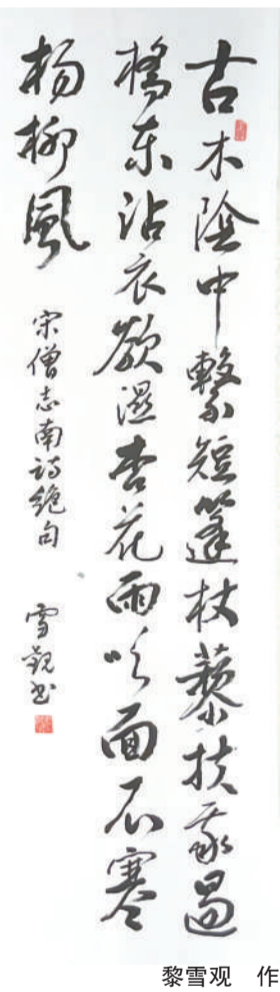 古木陰中繫短篷杖藜扶我過
橋東沾衣欲濕杏花雨吹面不寒
楊柳風
宋僧志南詩絕句
雪觀书
黎雪观 作